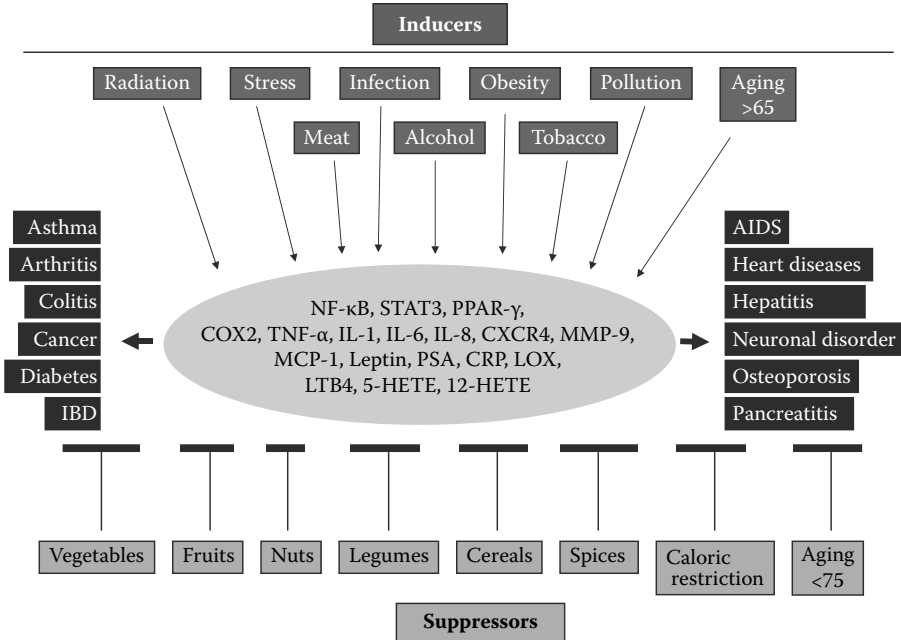 Inducers
Radiation
Stress
Infection
Obesity
Pollution
Aging
>65
Meat
Alcohol
Tobacco
Asthma
Arthritis
Colitis
Cancer
Diabetes
IBD
NF-κB, STAT3, PPAR-γ,
COX2, TNF-α, IL-1, IL-6, IL-8, CXCR4, MMP-9,
MCP-1, Leptin, PSA, CRP, LOX,
LTB4, 5-HETE, 12-HETE
AIDS
Heart diseases
Hepatitis
Neuronal disorder
Osteoporosis
Pancreatitis
Vegetables
Fruits
Nuts
Legumes
Cereals
Spices
Caloric
restriction
Aging
<75
Suppressors